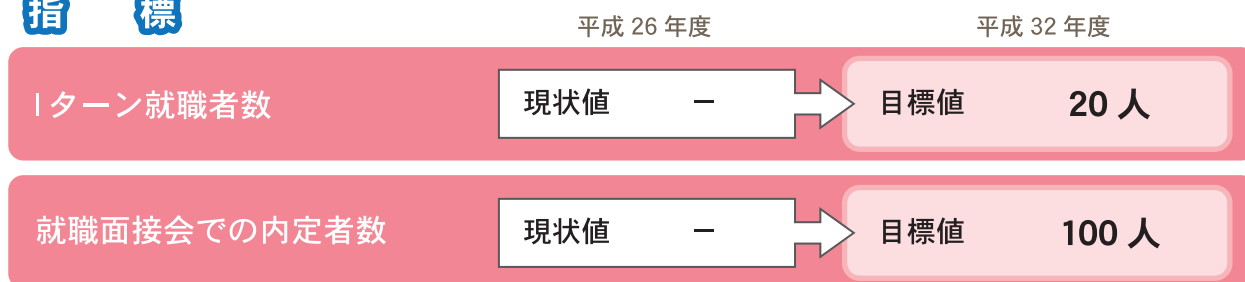 指標
平成 26 年度 平成 32 年度
Iターン就職者数 現状値 － 目標値 20 人
就職面接会での内定者数 現状値 － 目標値 100 人